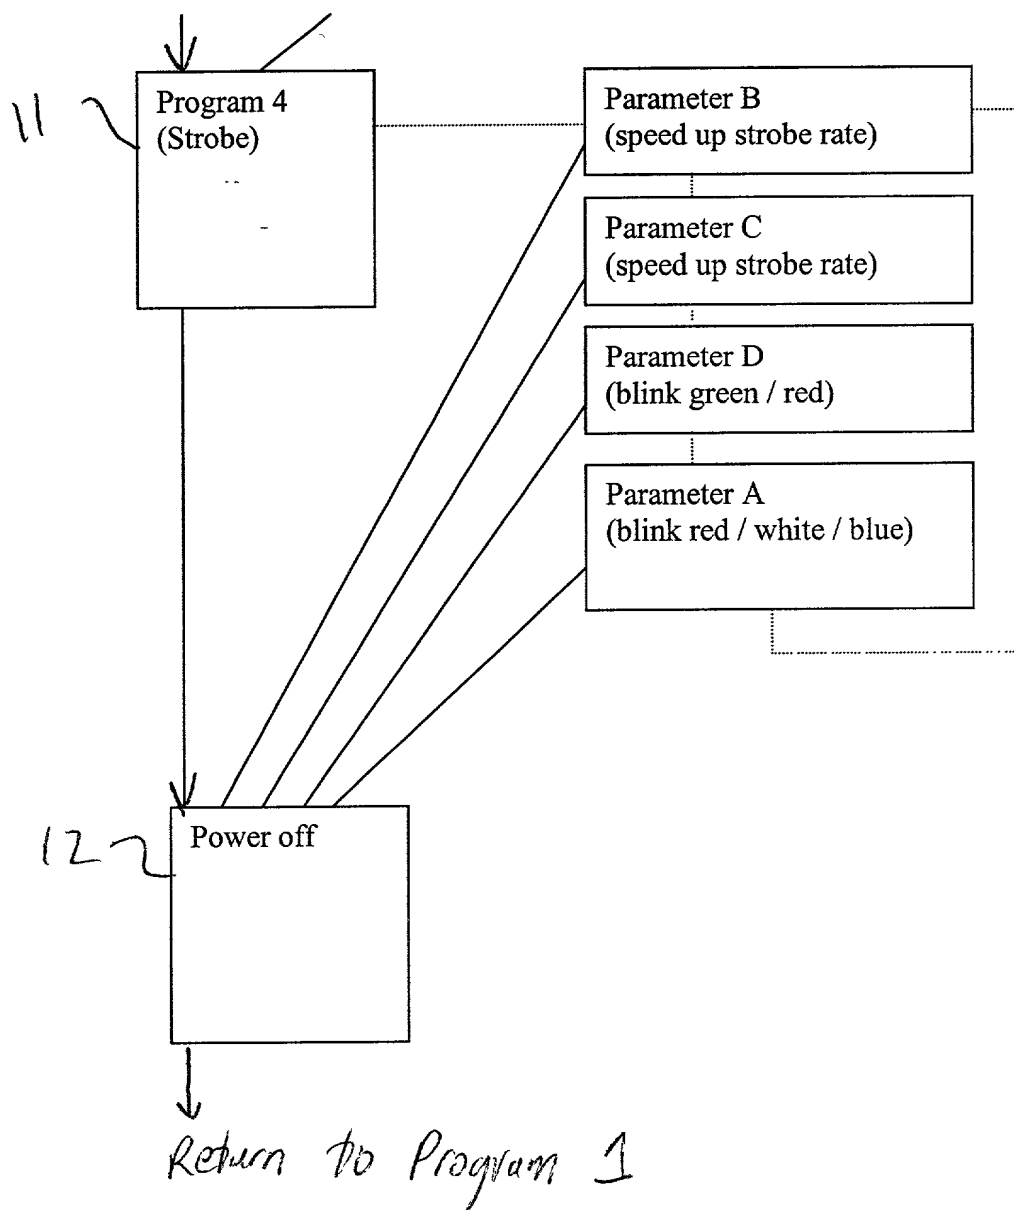 11
Program 4
(Strobe)
Parameter B
(speed up strobe rate)
Parameter C
(speed up strobe rate)
Parameter D
(blink green / red)
Parameter A
(blink red / white / blue)
12
Power off
Return to Program 1